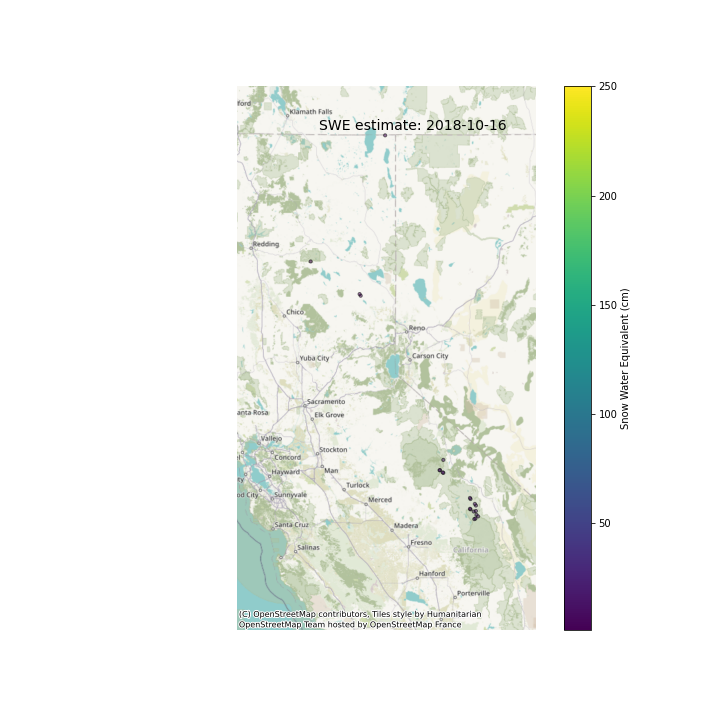 ford
Klamath Falls
SWE estimate: 2018-10-16
Redding
Chico
Reno
Yuba City
Carson City
Sacramento
anta Rosa
Elk Grove
Vallejo
Stockton
Concord
Man
Hayward
Turlock
od City
Sunnyvale
Merced
Santa Cruz
Madera
Fresno
Salinas
California
Hanford
Porterville
(C) OpenStreetMap contributors, Tiles style by Humanitarian
OpenStreetMap Team hosted by OpenStreetMap France
250
200
150
100
50
Snow Water Equivalent (cm)